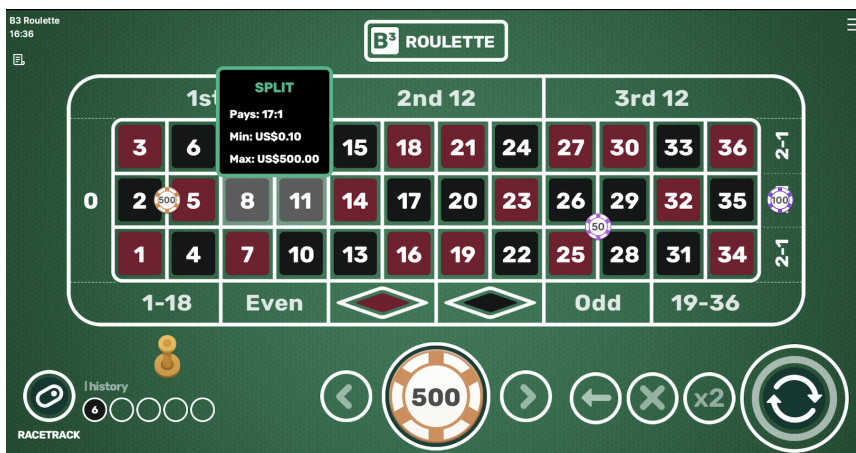 B3 Roulette
16:36
B³ ROULETTE
SPLIT
Pays: 17:1
Min: US$0.10
Max: US$500.00
1st 2nd 12 3rd 12
3 6 15 18 21 24 27 30 33 36 2-1
0 2 500 5 8 11 14 17 20 23 26 29 32 35 100
50
1 4 7 10 13 16 19 22 25 28 31 34 2-1
1-18 Even Odd 19-36
history
6
500
x2
RACETRACK